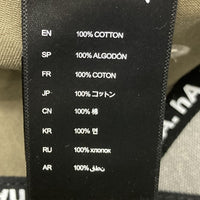 EN 100% COTTON
SP 100% ALGODÓN
FR 100% COTON
JP 100% コットン
CN 100% 棉
KR 100% 면
RU 100% хлопок
AR 100% قطن